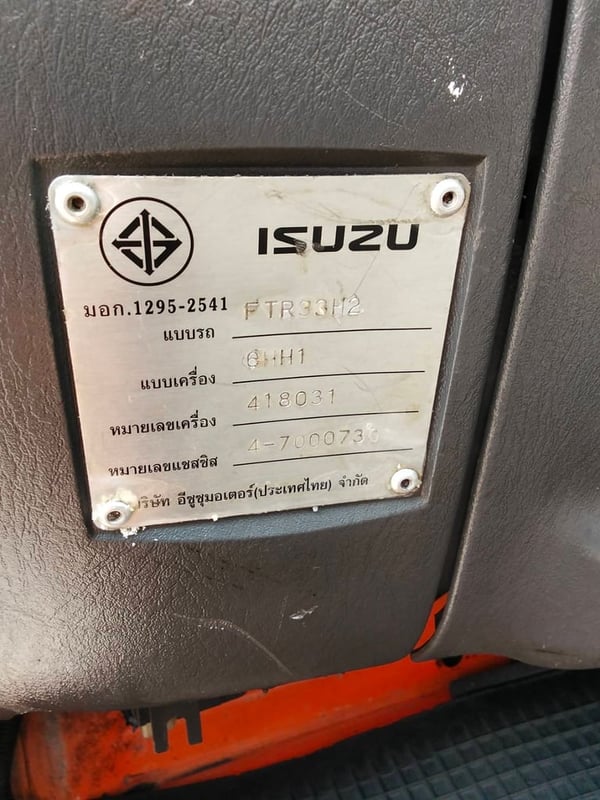 ISUZU
มอก.1295-2541
แบบรถ FTR33H2
แบบเครื่อง 6HH1
หมายเลขเครื่อง 418031
หมายเลขแชสซิส
บริษัท อีซูซุมอเตอร์(ประเทศไทย) จำกัด